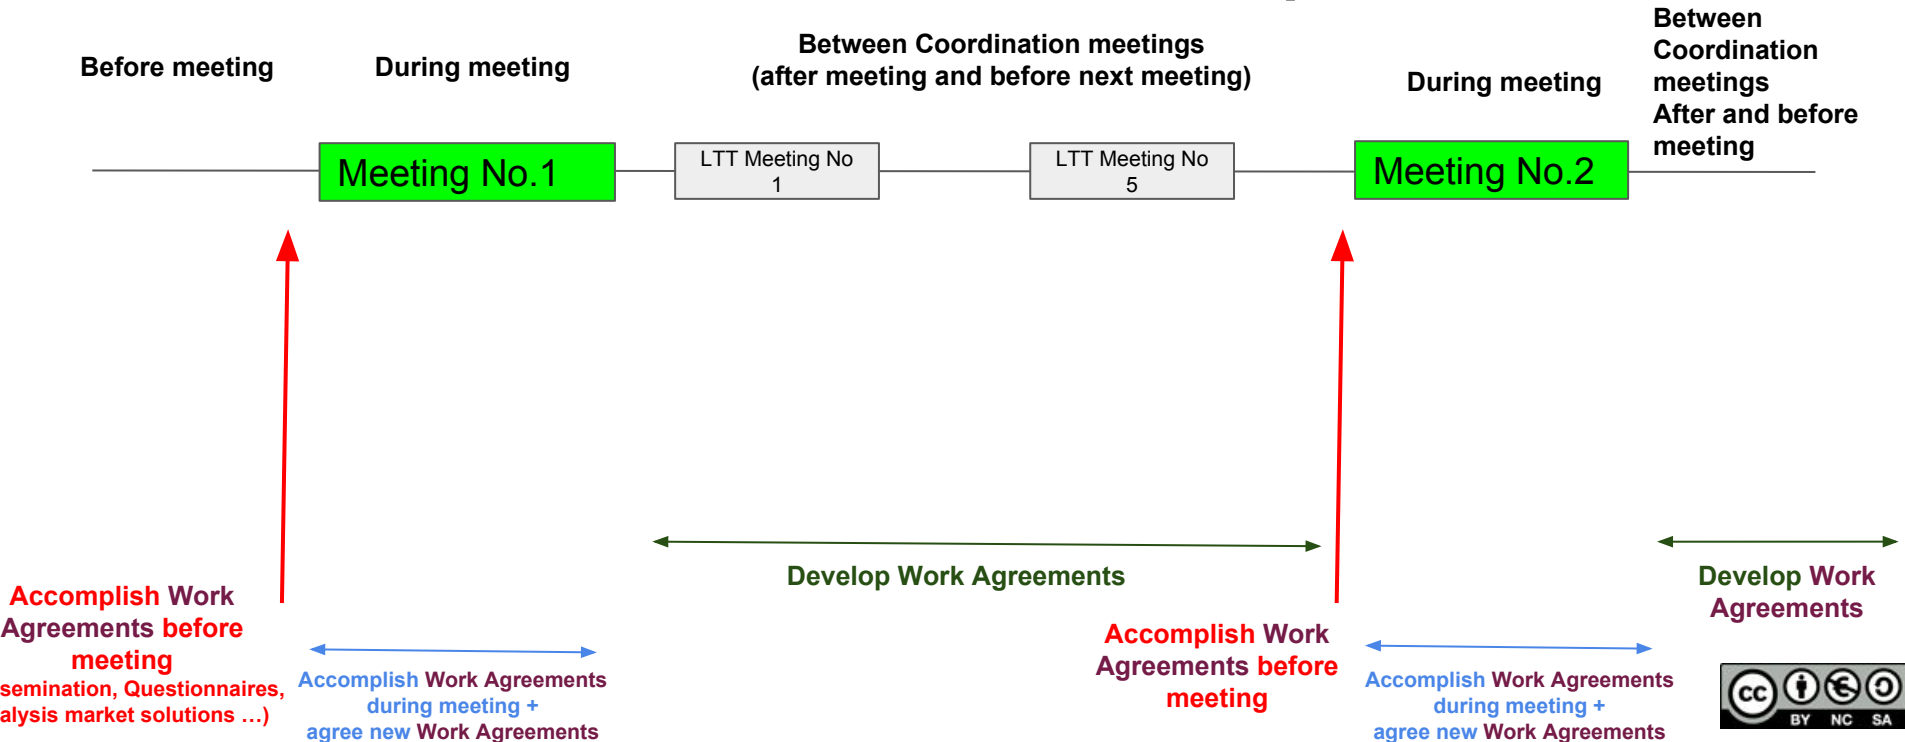 Before meeting
During meeting
Between Coordination meetings
(after meeting and before next meeting)
During meeting
Between
Coordination
meetings
After and before
meeting
Meeting No.1
LTT Meeting No
1
LTT Meeting No
5
Meeting No.2
Develop Work Agreements
Develop Work
Agreements
Accomplish Work
Agreements before
meeting
semination, Questionnaires,
alysis market solutions …)
Accomplish Work Agreements
during meeting +
agree new Work Agreements
Accomplish Work
Agreements before
meeting
Accomplish Work Agreements
during meeting +
agree new Work Agreements
cc
BY NC SA